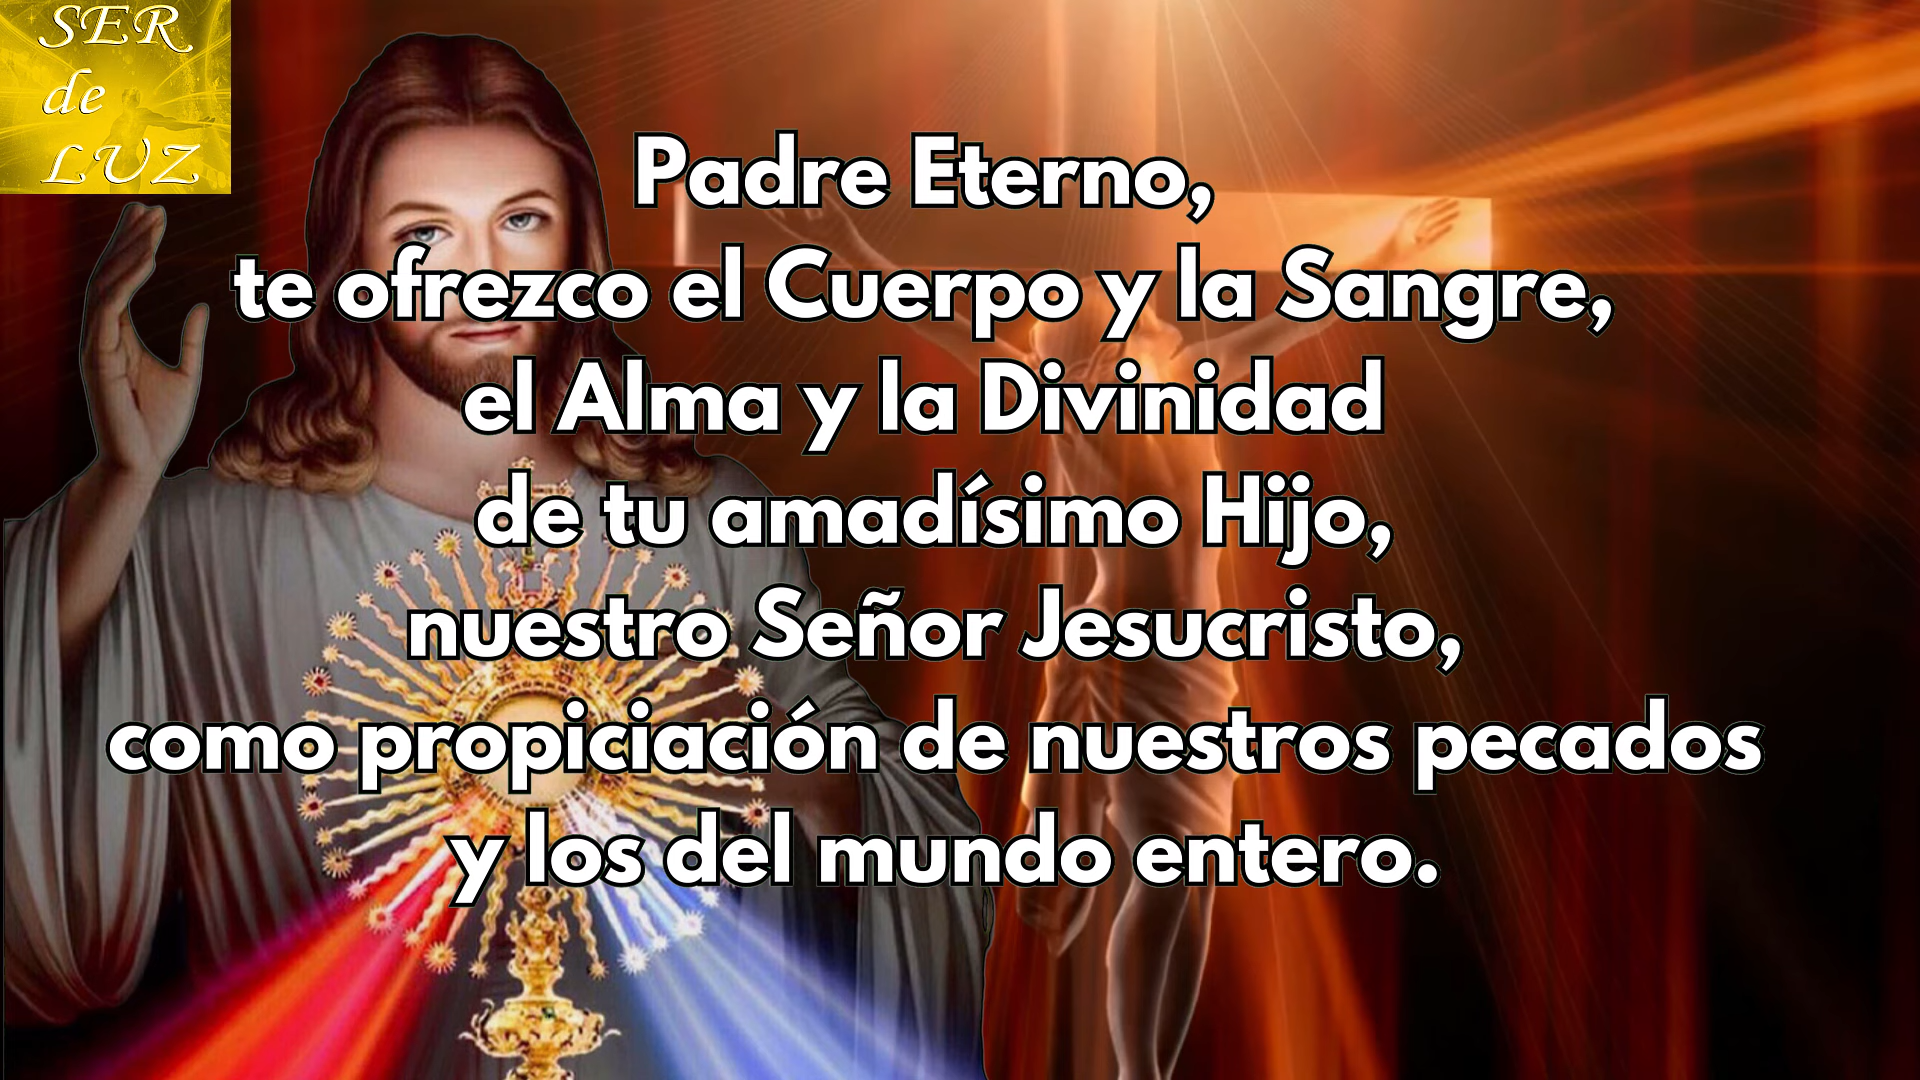 SER
de
LUZ
Padre Eterno,
te ofrezco el Cuerpo y la Sangre,
el Alma y la Divinidad
de tu amadísimo Hijo,
nuestro Señor Jesucristo,
como propiciación de nuestros pecados
y los del mundo entero.